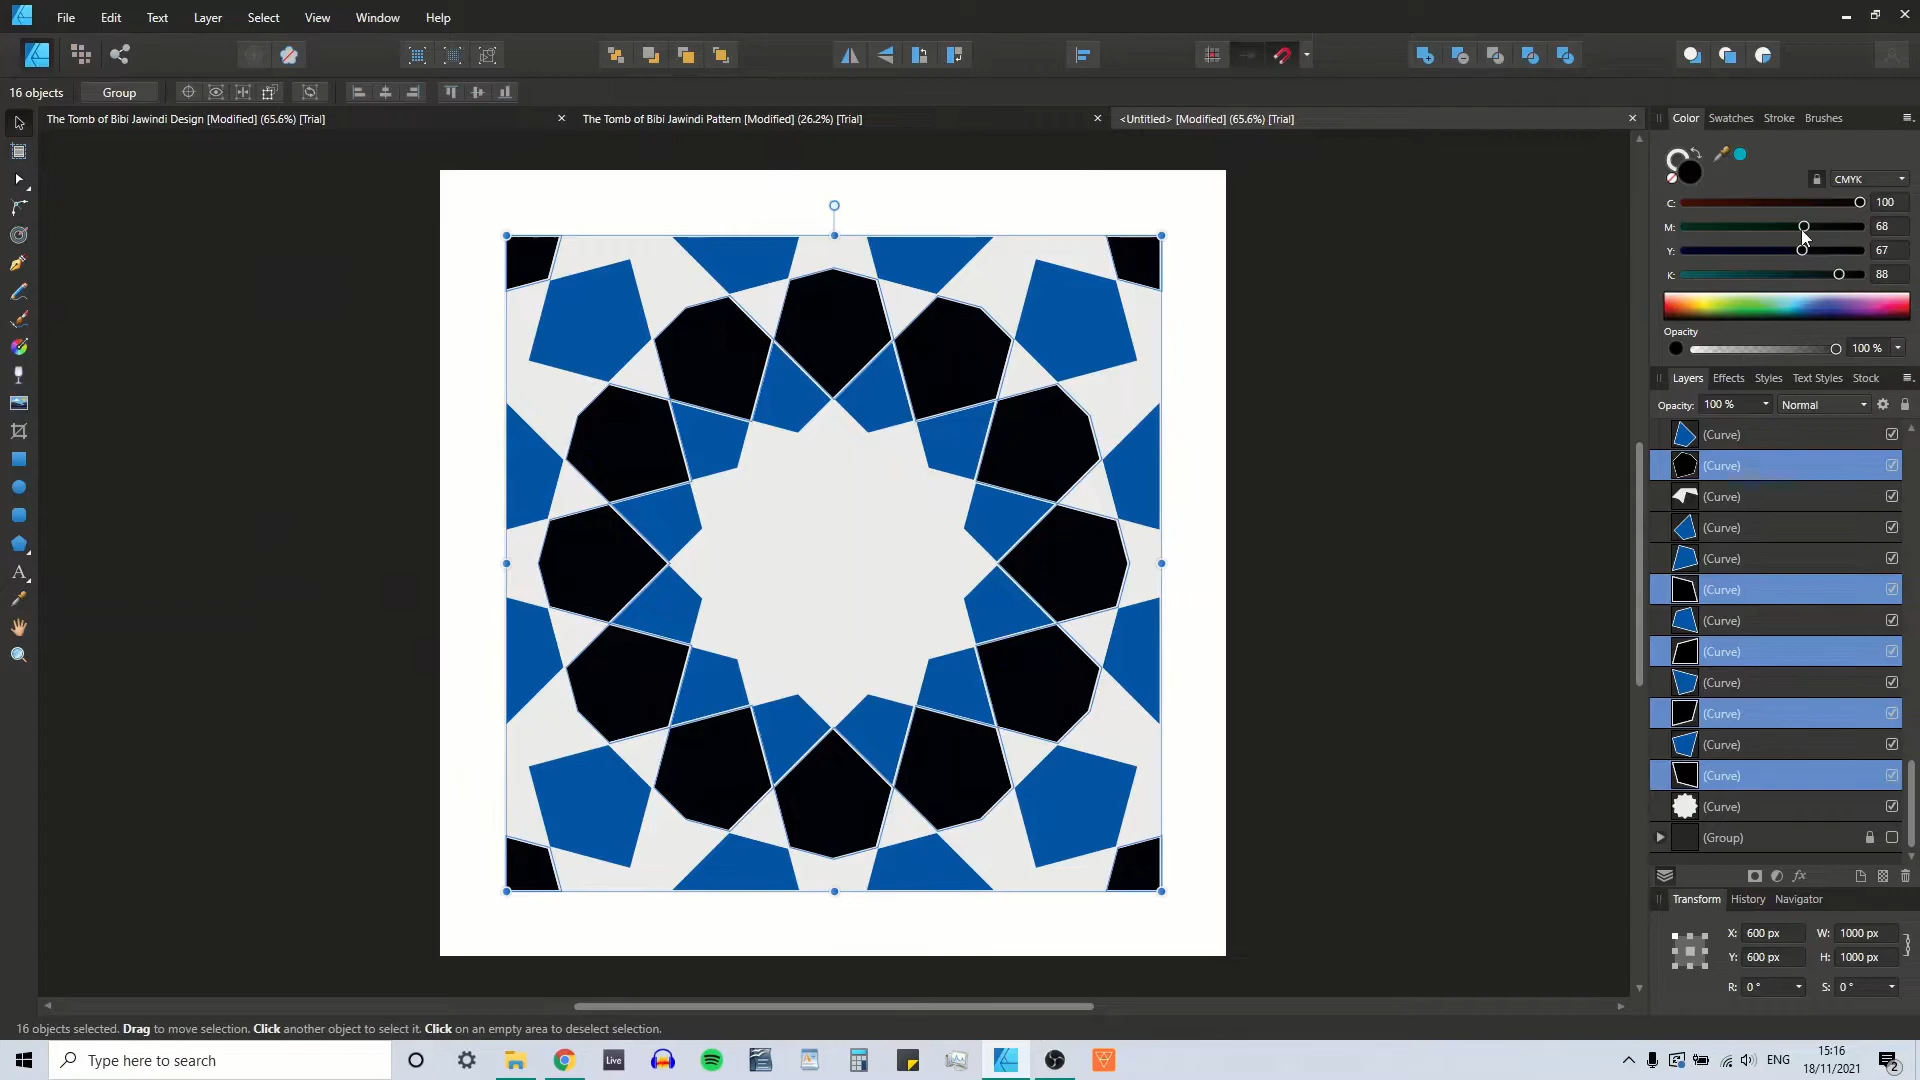 File Edit Text Layer Select View Window Help
16 objects Group
The Tomb of Bibi Jawindi Design [Modified] (65.6%) [Trial]
The Tomb of Bibi Jawindi Pattern [Modified] (26.2%) [Trial]
<Untitled> [Modified] (65.6%) [Trial]
Color Swatches Stroke Brushes
CMYK
C: 100
M: 68
Y: 67
K: 88
Opacity
100 %
Layers Effects Styles Text Styles Stock
Opacity: 100 % Normal
(Curve)
(Curve)
(Curve)
(Curve)
(Curve)
(Curve)
(Curve)
(Curve)
(Curve)
(Curve)
(Curve)
(Curve)
(Curve)
(Group)
fx
Transform History Navigator
X: 600 px W: 1000 px
Y: 600 px H: 1000 px
R: 0 ° S: 0 °
A
16 objects selected. Drag to move selection. Click another object to select it. Click on an empty area to deselect selection.
Type here to search
Live
ENG
15:16
18/11/2021
2